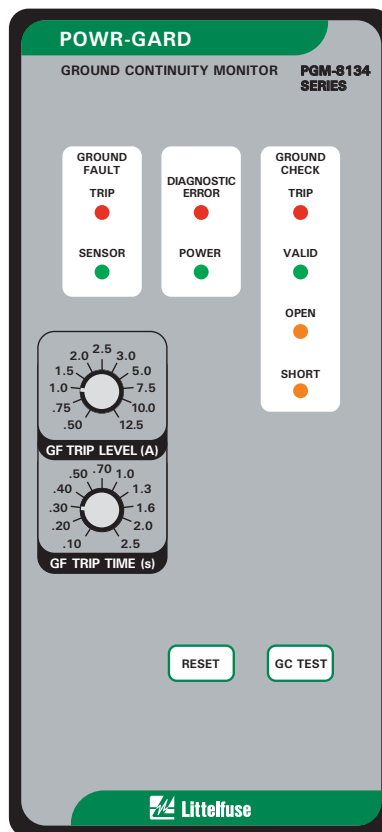 POWR-GARD
GROUND CONTINUITY MONITOR
PGM-8134
SERIES
GROUND
FAULT
TRIP
SENSOR
DIAGNOSTIC
ERROR
POWER
GROUND
CHECK
TRIP
VALID
OPEN
SHORT
.50
.75
1.0
1.5
2.0
2.5
3.0
5.0
7.5
10.0
12.5
GF TRIP LEVEL (A)
.10
.20
.30
.40
.50
.70
1.0
1.3
1.6
2.0
2.5
GF TRIP TIME (s)
RESET
GC TEST
Littelfuse